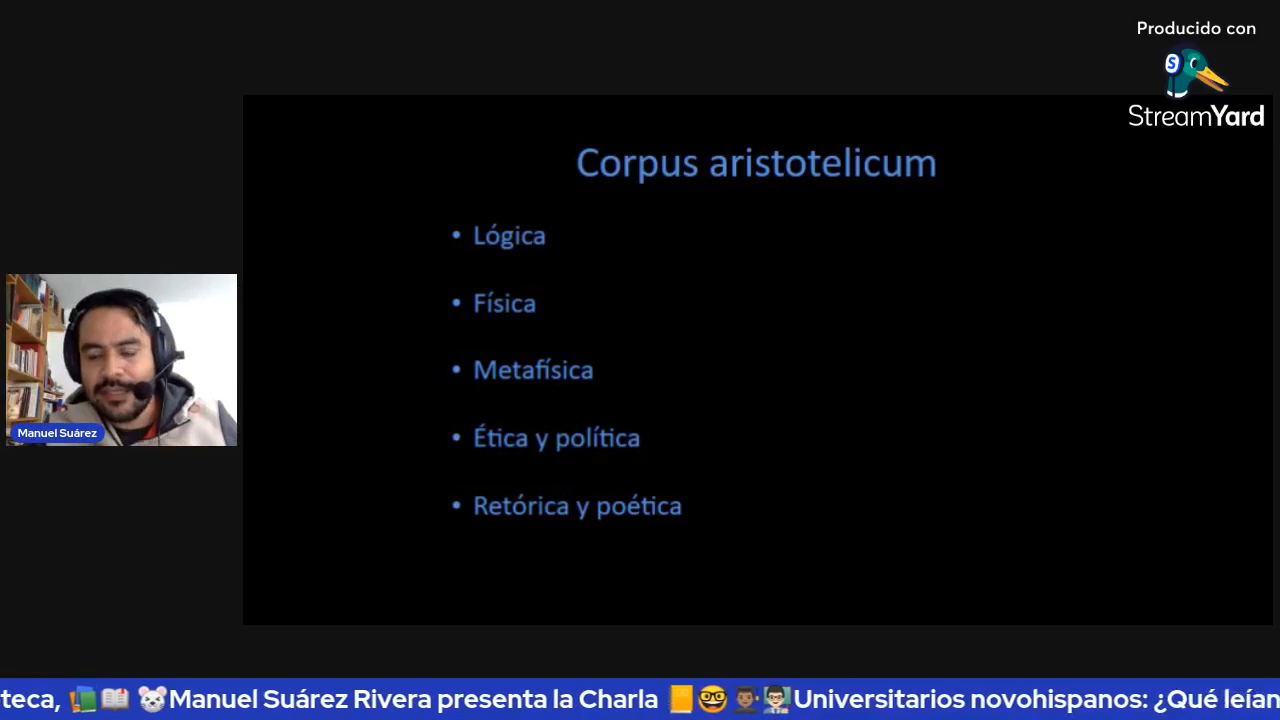 Producido con
StreamYard
Corpus aristotelicum
• Lógica
• Física
• Metafísica
• Ética y política
• Retórica y poética
Manuel Suárez
teca, 📚📖 🐭Manuel Suárez Rivera presenta la Charla 📒🤓👨🏾‍🏫👨🏻‍🏫Universitarios novohispanos: ¿Qué leían